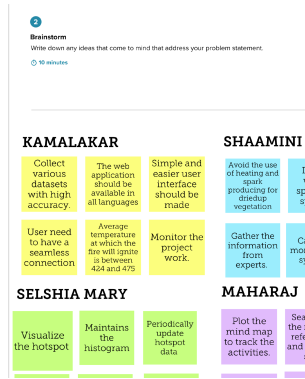 2
Brainstorm
Write down any ideas that come to mind that address your problem statement.
10 minutes
KAMALAKAR
Collect
various
datasets
with high
accuracy.
The web
application
should be
available in
all languages
Simple and
easier user
interface
should be
made
User need
to have a
seamless
connection
Average
temperature
at which the
fire will ignite
is between
424 and 475
Monitor the
project
work.
SHAAMINI
Avoid the use
of heating and
spark
producing for
driedup
vegetation
Gather the
information
from
experts.
SELSHIA MARY
Visualize
the hotspot
Maintains
the
histogram
Periodically
update
hotspot
data
MAHARAJ
Plot the
mind map
to track the
activities.